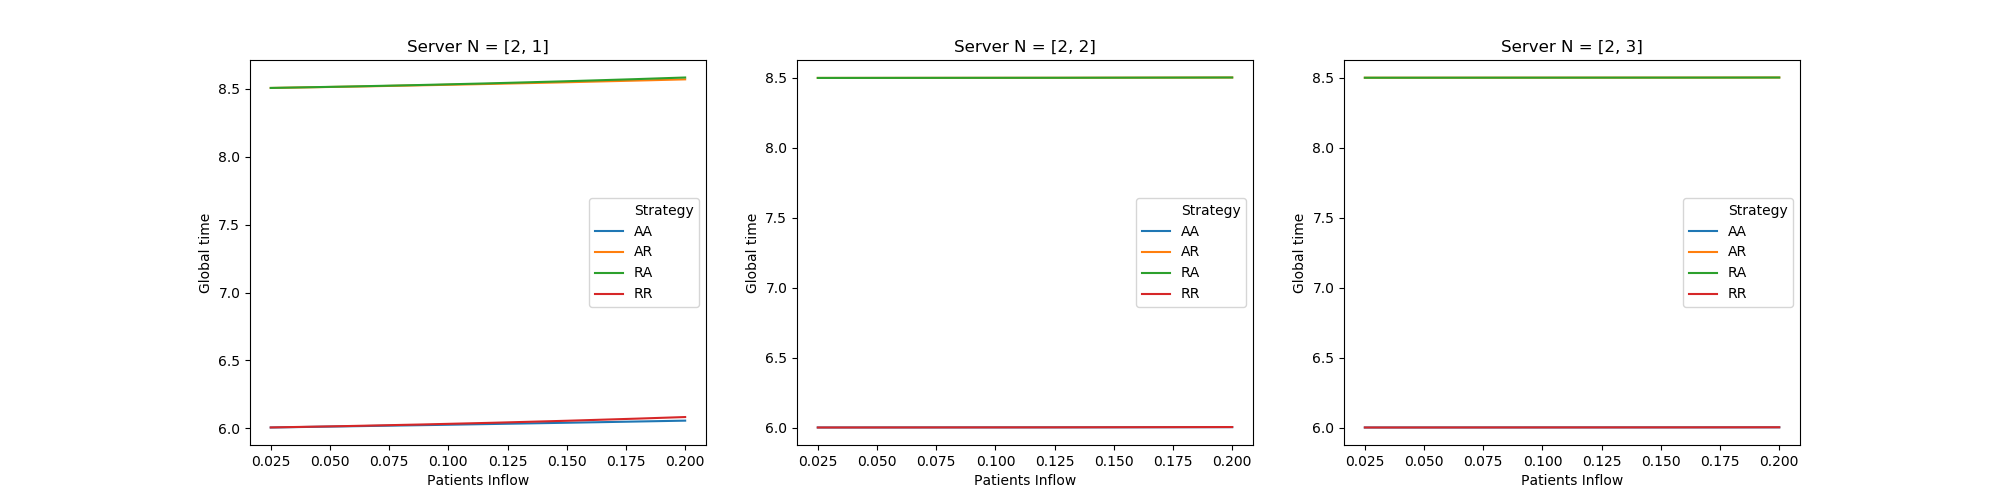 Server N = [2, 1]
8.5
8.0
7.5
7.0
6.5
6.0
Global time
Strategy
AA
AR
RA
RR
0.025 0.050 0.075 0.100 0.125 0.150 0.175 0.200
Patients Inflow
Server N = [2, 2]
8.5
8.0
7.5
7.0
6.5
6.0
Global time
Strategy
AA
AR
RA
RR
0.025 0.050 0.075 0.100 0.125 0.150 0.175 0.200
Patients Inflow
Server N = [2, 3]
8.5
8.0
7.5
7.0
6.5
6.0
Global time
Strategy
AA
AR
RA
RR
0.025 0.050 0.075 0.100 0.125 0.150 0.175 0.200
Patients Inflow